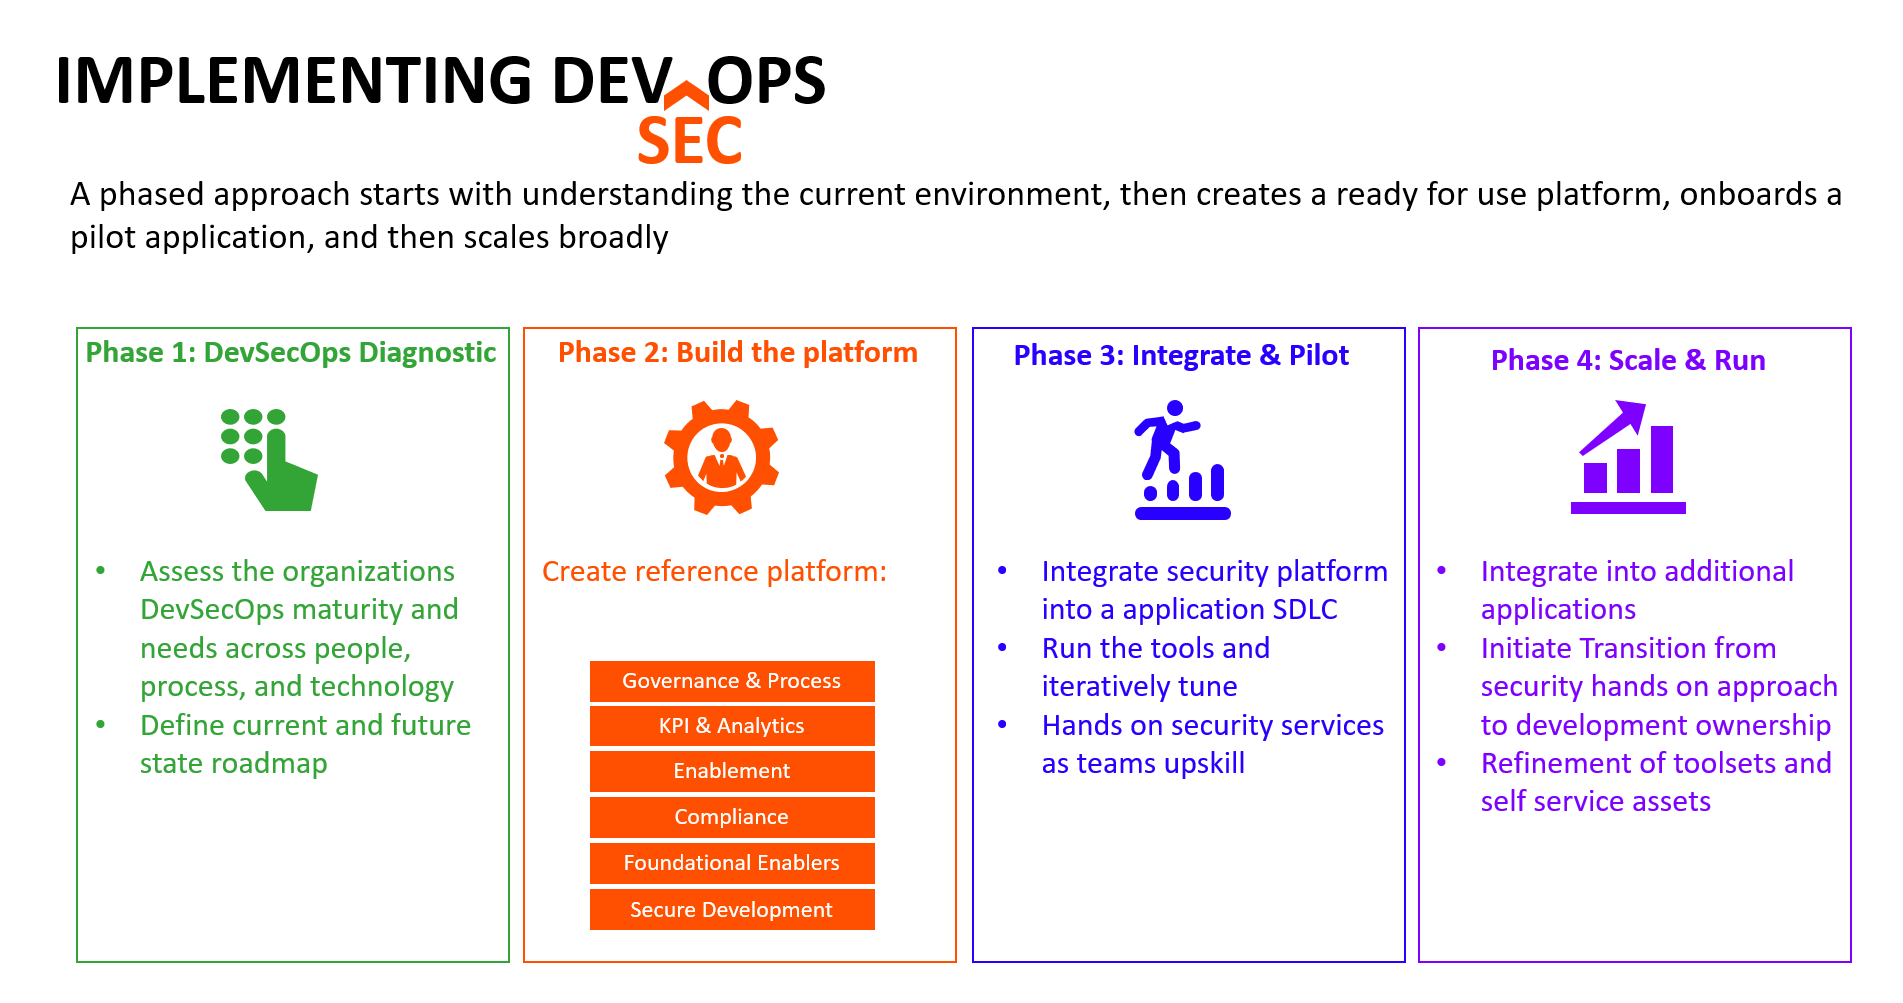 IMPLEMENTING DEV OPS
SEC
A phased approach starts with understanding the current environment, then creates a ready for use platform, onboards a
pilot application, and then scales broadly
Phase 1: DevSecOps Diagnostic
• Assess the organizations
DevSecOps maturity and
needs across people,
process, and technology
• Define current and future
state roadmap
Phase 2: Build the platform
Create reference platform:
Governance & Process
KPI & Analytics
Enablement
Compliance
Foundational Enablers
Secure Development
Phase 3: Integrate & Pilot
• Integrate security platform
into a application SDLC
• Run the tools and
iteratively tune
• Hands on security services
as teams upskill
Phase 4: Scale & Run
• Integrate into additional
applications
• Initiate Transition from
security hands on approach
to development ownership
• Refinement of toolsets and
self service assets